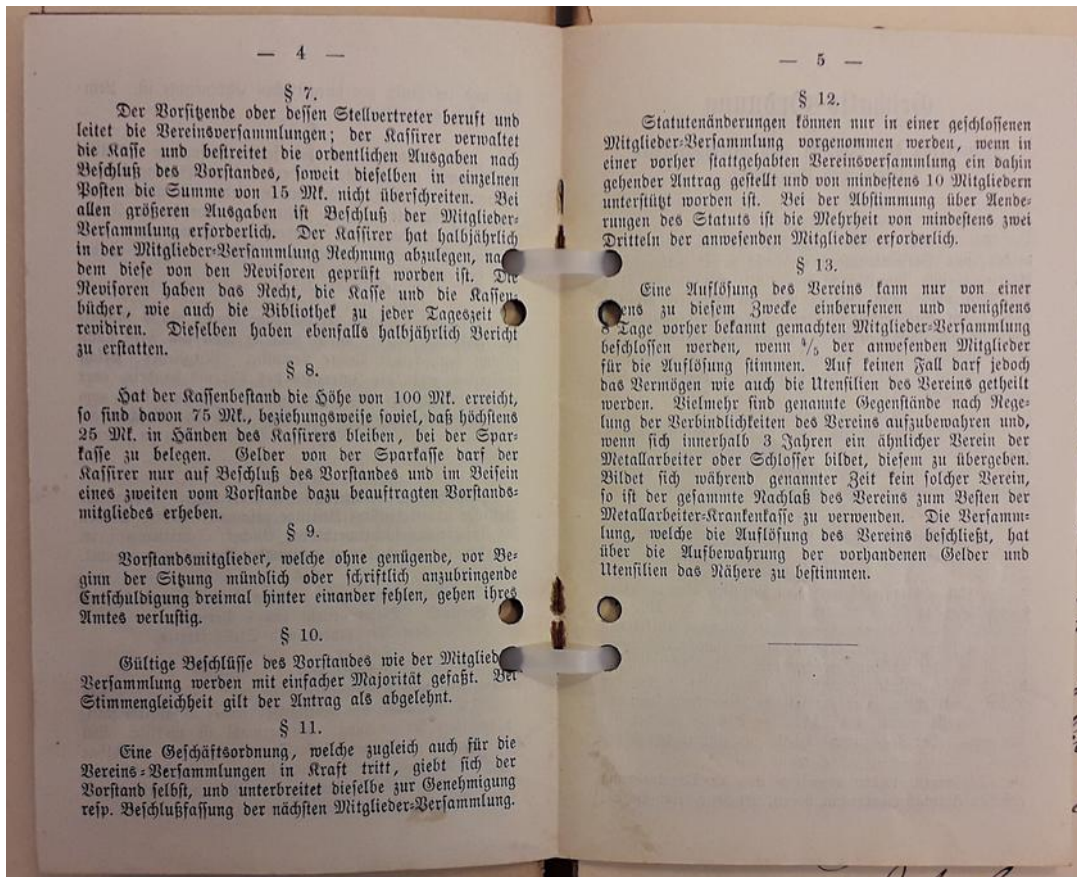 — 4 —
§ 7.
Der Vorsitzende oder dessen Stellvertreter beruft und
leitet die Vereinsversammlungen; der Kassirer verwaltet
die Kasse und bestreitet die ordentlichen Ausgaben nach
Beschluß des Vorstandes, soweit dieselben in einzelnen
Posten die Summe von 15 Mk. nicht überschreiten. Bei
allen größeren Ausgaben ist Beschluß der Mitglieder-
Versammlung erforderlich. Der Kassirer hat halbjährlich
in der Mitglieder-Versammlung Rechnung abzulegen,
dem diese von den Revisoren geprüft worden ist. Die
Revisoren haben das Recht, die Kasse und die Kassen-
bücher, wie auch die Bibliothek zu jeder Tageszeit
revidiren. Dieselben haben ebenfalls halbjährlich Bericht
zu erstatten.
§ 8.
Hat der Kassenbestand die Höhe von 100 Mk. erreicht,
so sind davon 75 Mk., beziehungsweise soviel, daß höchstens
25 Mk. in Händen des Kassirers bleiben, bei der Spar-
kasse zu belegen. Gelder von der Sparkasse darf der
Kassirer nur auf Beschluß des Vorstandes und im Beisein
eines zweiten vom Vorstande dazu beauftragten Vorstands-
mitgliedes erheben.
§ 9.
Vorstandsmitglieder, welche ohne genügende, vor Be-
ginn der Sitzung mündlich oder schriftlich anzubringende
Entschuldigung dreimal hinter einander fehlen, gehen ihres
Amtes verlustig.
§ 10.
Gültige Beschlüsse des Vorstandes wie der
Versammlung werden mit einfacher Majorität gefaßt. Bei
Stimmengleichheit gilt der Antrag als abgelehnt.
§ 11.
Eine Geschäftsordnung, welche zugleich auch für die
Vereins-Versammlungen in Kraft tritt, giebt sich der
Vorstand selbst, und unterbreitet dieselbe zur Genehmigung
resp. Beschlußfassung der nächsten Mitglieder-Versammlung.
— 5 —
§ 12.
Statutenänderungen können nur in einer geschlossenen
Mitglieder-Versammlung vorgenommen werden, wenn in
einer vorher stattgehabten Vereinsversammlung ein dahin
gehender Antrag gestellt und von mindestens 10 Mitgliedern
unterstützt worden ist. Bei der Abstimmung über Aende-
rungen des Statuts ist die Mehrheit von mindestens zwei
Dritteln der anwesenden Mitglieder erforderlich.
§ 13.
Eine Auflösung des Vereins kann nur von einer
zu diesem Zwecke einberufenen und wenigstens
8 Tage vorher bekannt gemachten Mitglieder-Versammlung
beschlossen werden, wenn 4/5 der anwesenden Mitglieder
für die Auflösung stimmen. Auf keinen Fall darf jedoch
das Vermögen wie auch die Utensilien des Vereins getheilt
werden. Vielmehr sind genannte Gegenstände nach Rege-
lung der Verbindlichkeiten des Vereins aufzubewahren und,
wenn sich innerhalb 3 Jahren ein ähnlicher Verein der
Metallarbeiter oder Schlosser bildet, diesem zu übergeben.
Bildet sich während genannter Zeit kein solcher Verein,
so ist der gesammte Nachlaß des Vereins zum Besten der
Metallarbeiter-Krankenkasse zu verwenden. Die Versamm-
lung, welche die Auflösung des Vereins beschließt, hat
über die Aufbewahrung der vorhandenen Gelder und
Utensilien das Nähere zu bestimmen.